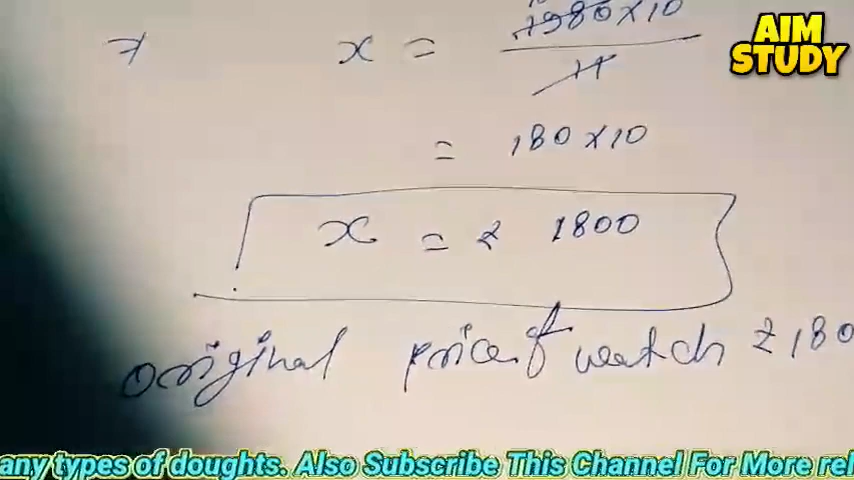 AIM
STUDY
x = 1980×10
11
= 180×10
x = ₹ 1800
Original price of watch ₹ 180
any types of doughts. Also Subscribe This Channel For More rel